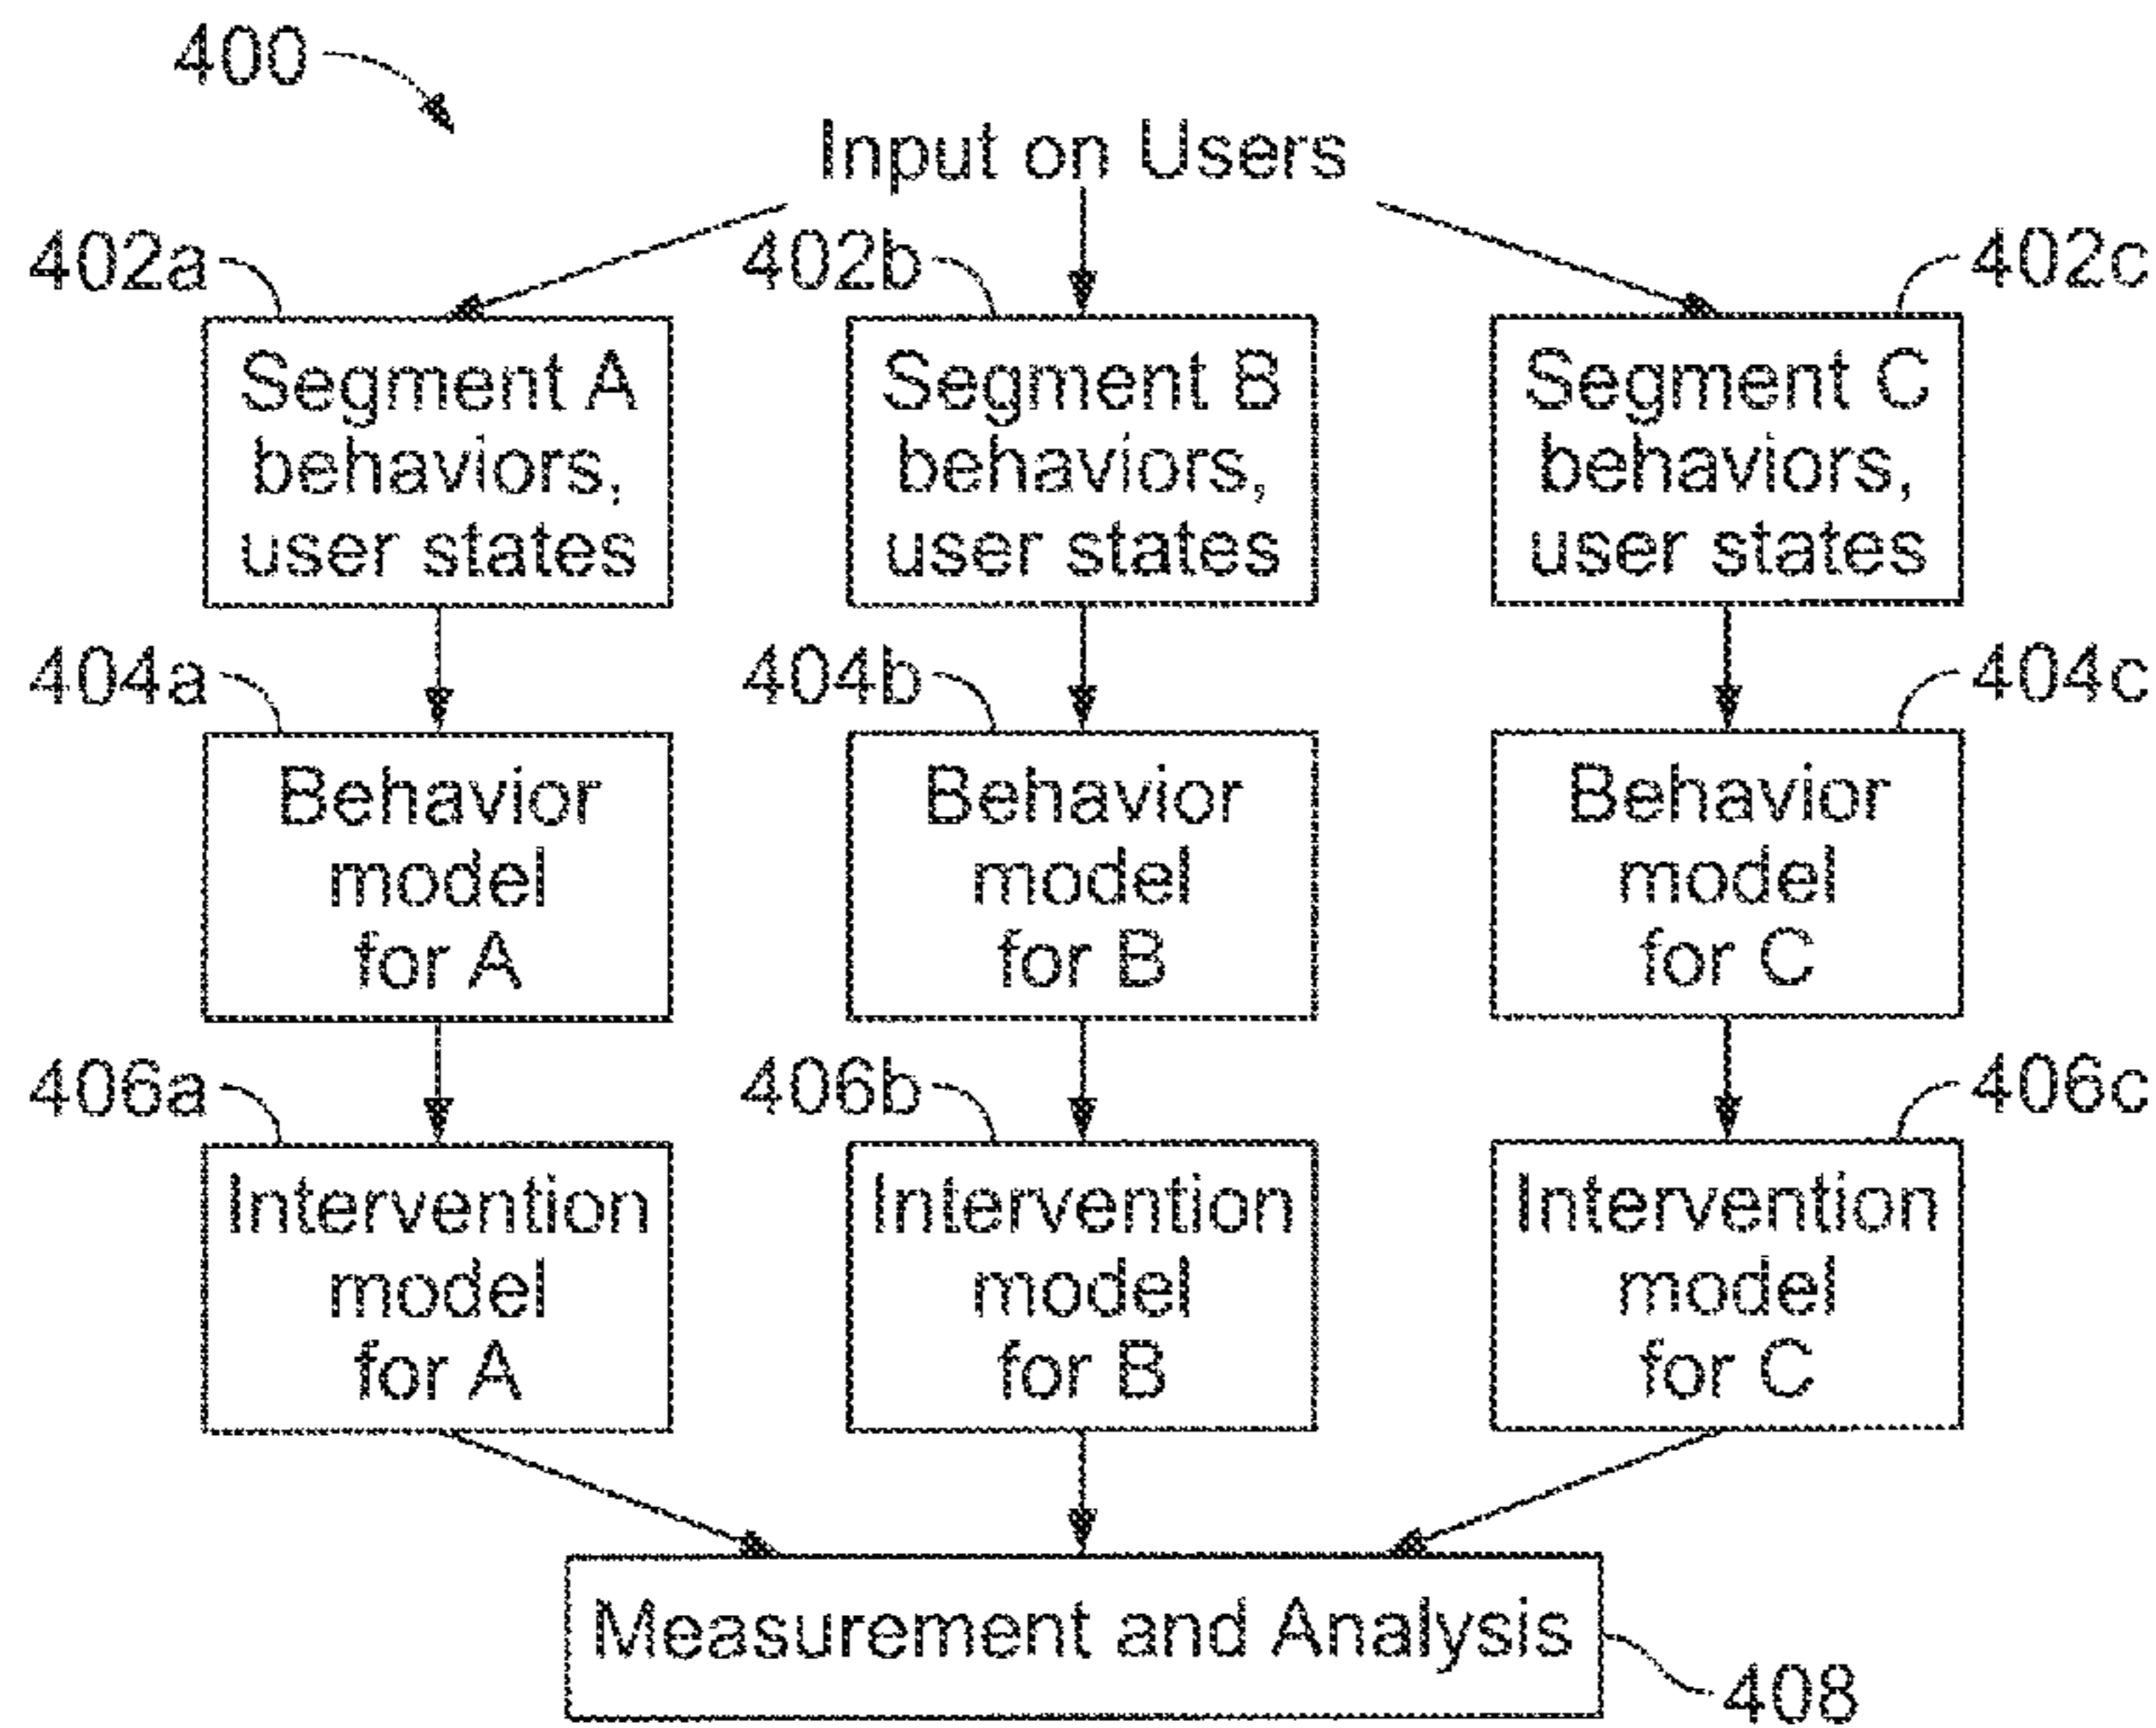 400
Input on Users
402a
402b
402c
Segment A
behaviors,
user states
Segment B
behaviors,
user states
Segment C
behaviors,
user states
404a
404b
404c
Behavior
model
for A
Behavior
model
for B
Behavior
model
for C
406a
406b
406c
Intervention
model
for A
Intervention
model
for B
Intervention
model
for C
Measurement and Analysis
408